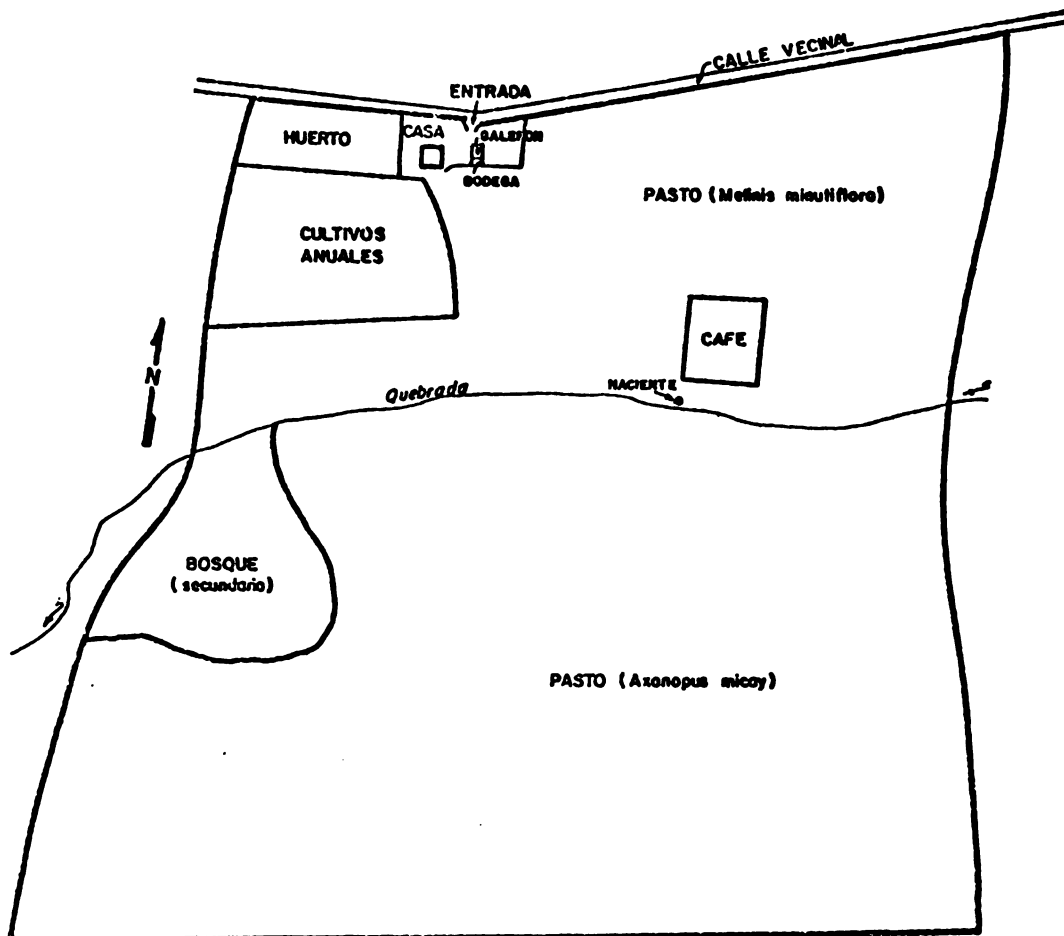 CALLE VECINAL
ENTRADA
HUERTO
CASA
GALERON
BODEGA
PASTO (Melinis minutiflora)
CULTIVOS
ANUALES
CAFE
N
NACIENTE
Quebrada
BOSQUE
(secundario)
PASTO (Axonopus micay)